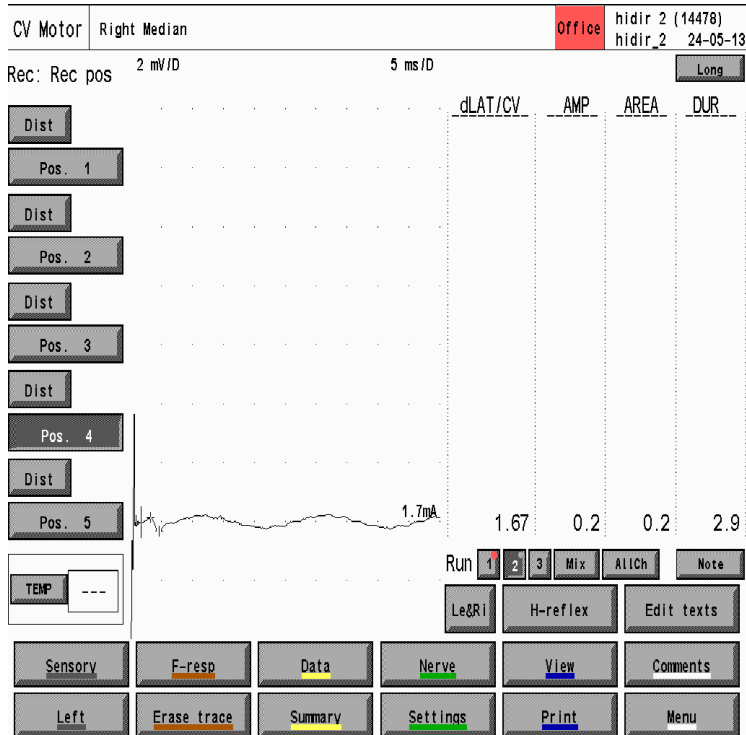 CV Motor Right Median Office hidir 2 (14478)
hidir_2 24-05-13
Rec: Rec pos 2 mV/D 5 ms/D Long
dLAT/CV AMP AREA DUR
Dist
Pos. 1
Dist
Pos. 2
Dist
Pos. 3
Dist
Pos. 4
Dist
1.7mA
Pos. 5 1.67 0.2 0.2 2.9
Run 1 2 3 Mix AllCh Note
TEMP ---
Le&Ri H-reflex Edit texts
Sensory F-resp Data Nerve View Comments
Left Erase trace Summary Settings Print Menu